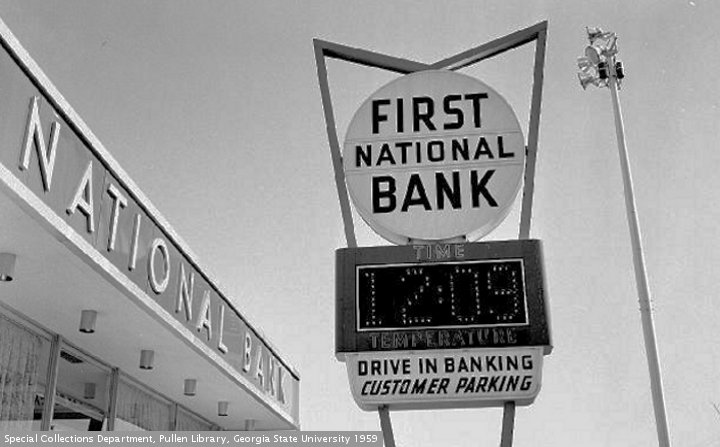 NATIONAL BANK
FIRST
NATIONAL
BANK
TIME
12:09
TEMPERATURE
DRIVE IN BANKING
CUSTOMER PARKING
Special Collections Department, Pullen Library, Georgia State University 1959